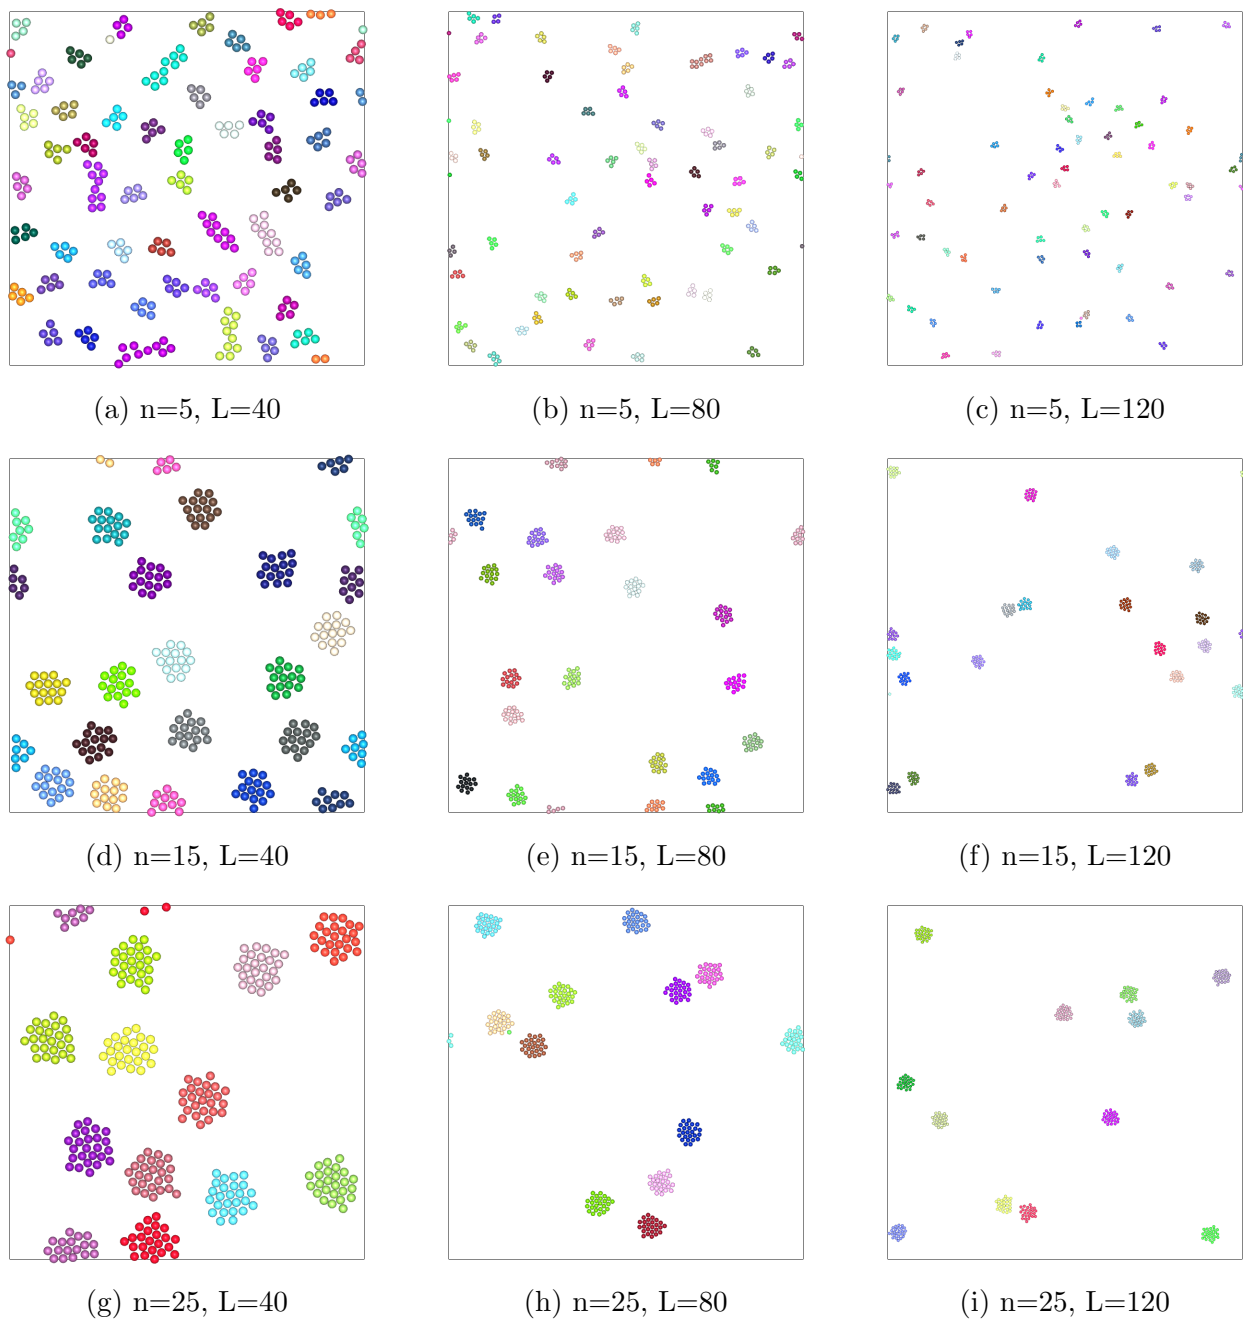 (a) n=5, L=40
(b) n=5, L=80
(c) n=5, L=120
(d) n=15, L=40
(e) n=15, L=80
(f) n=15, L=120
(g) n=25, L=40
(h) n=25, L=80
(i) n=25, L=120